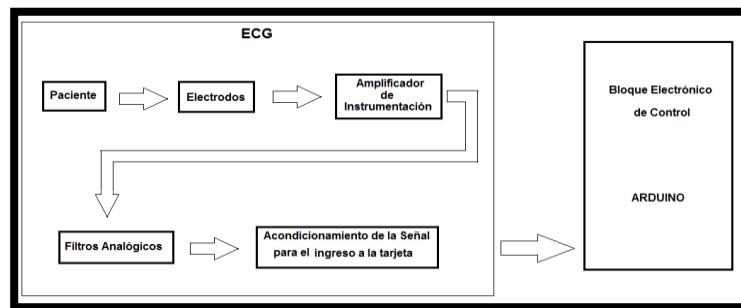 ECG
Paciente
Electrodos
Amplificador
de
Instrumentación
Filtros Analógicos
Acondicionamiento de la Señal
para el ingreso a la tarjeta
Bloque Electrónico
de Control
ARDUINO